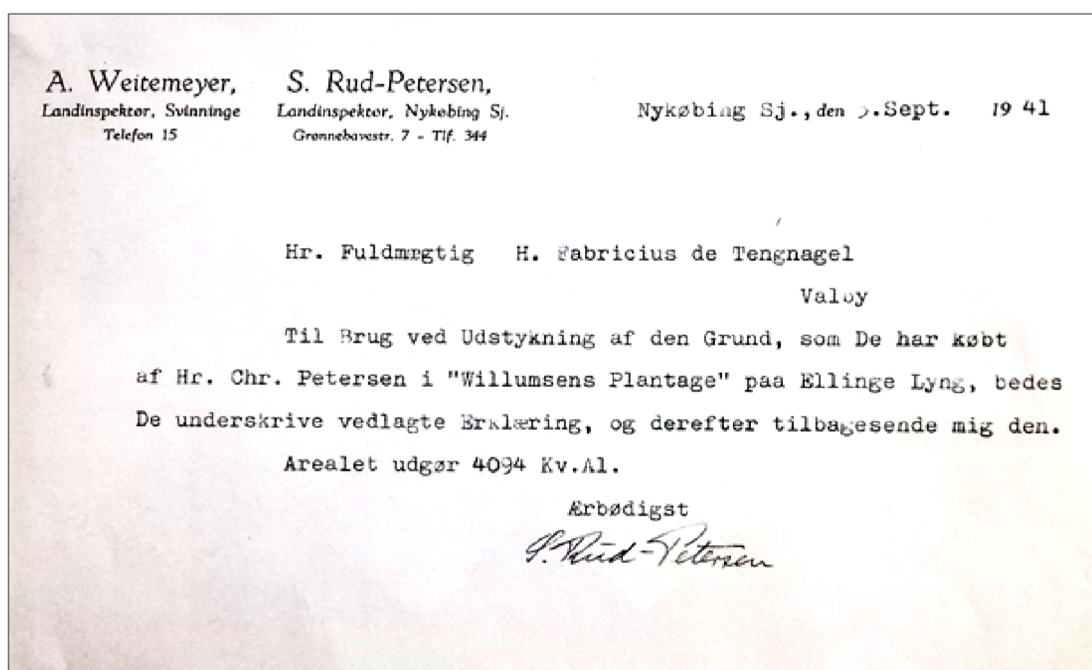 A. Weitemeyer,
Landinspektør, Svinninge
Telefon 15
S. Rud-Petersen,
Landinspektør, Nykøbing Sj.
Grønnehavestr. 7 - Tlf. 344
Nykøbing Sj., den .Sept. 19 41
Hr. Fuldmægtig H. Fabricius de Tengnagel
Valby
Til Brug ved Udstykning af den Grund, som De har købt
af Hr. Chr. Petersen i "Willumsens Plantage" paa Ellinge Lyng, bedes
De underskrive vedlagte Erklæring, og derefter tilbagesende mig den.
Arealet udgør 4094 Kv.Al.
Ærbødigst
S. Rud-Petersen